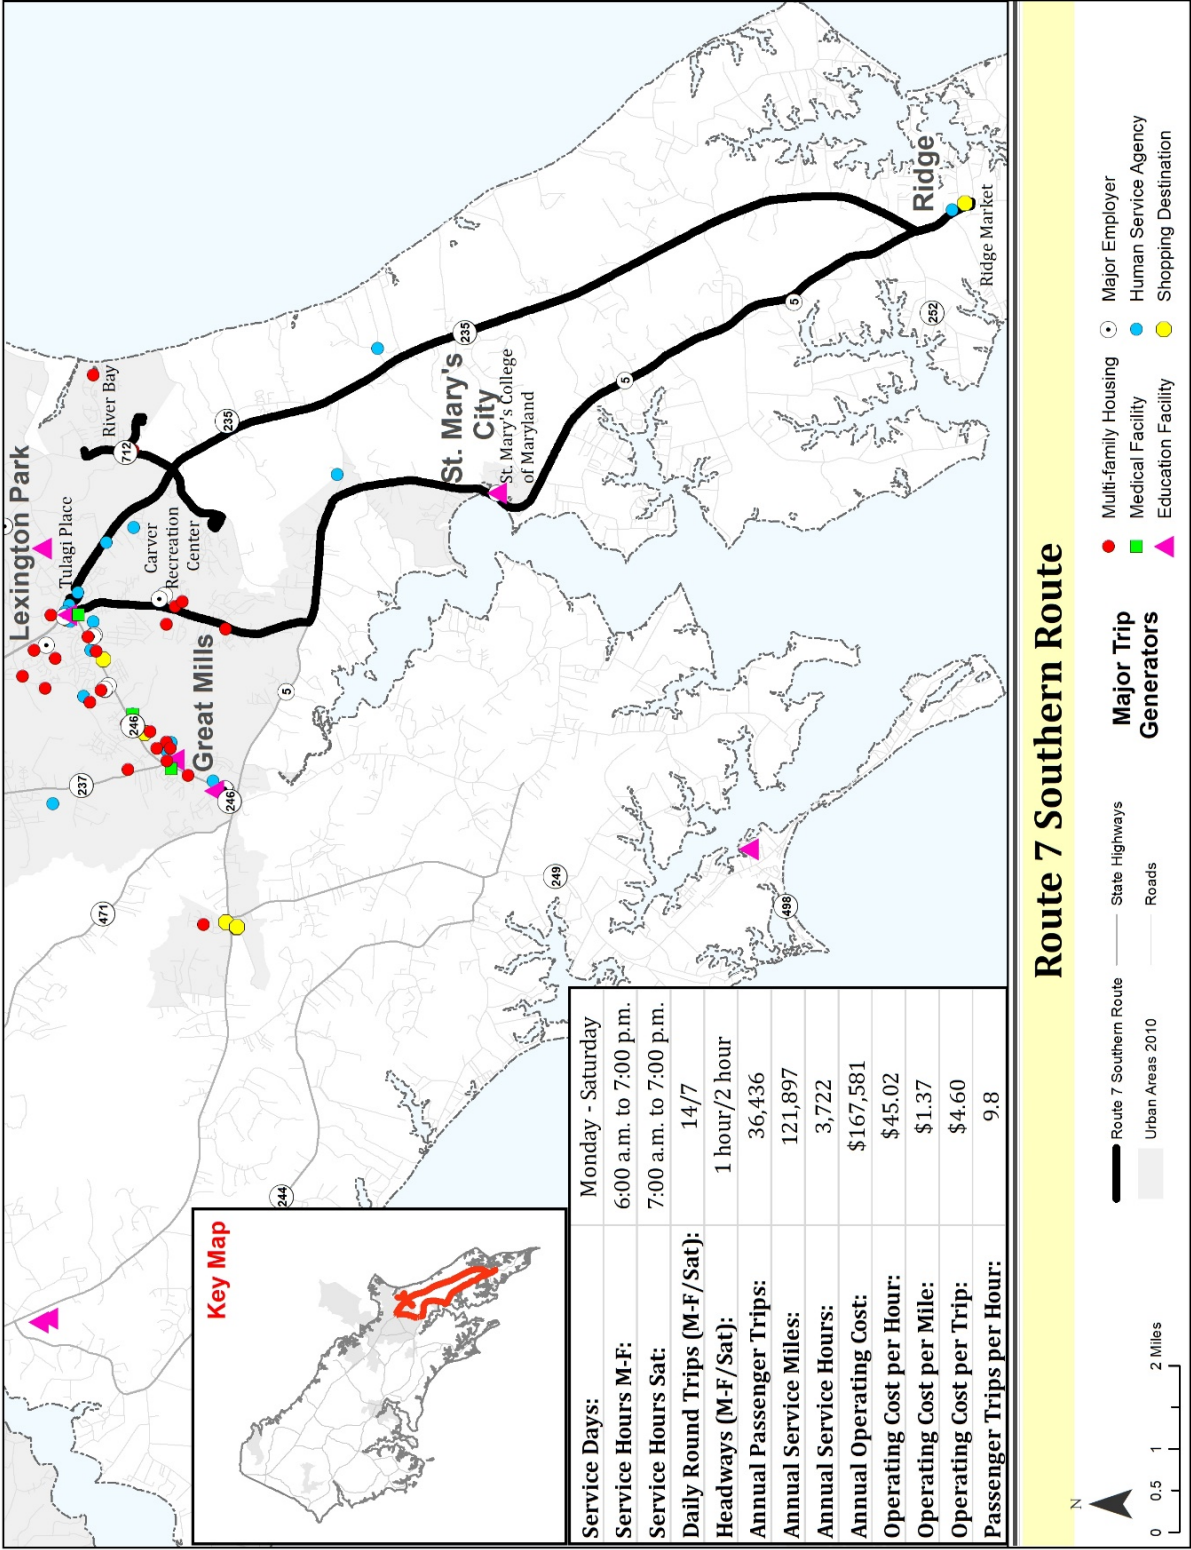 Lexington Park
Tulagi Place
River Bay
712
Carver
Recreation
Center
235
Great Mills
246
237
246
5
471
235
St. Mary's
City
St. Mary's College
of Maryland
5
5
252
Ridge
Ridge Market
249
498
244
Key Map
Service Days: Monday - Saturday
Service Hours M-F: 6:00 a.m. to 7:00 p.m.
Service Hours Sat: 7:00 a.m. to 7:00 p.m.
Daily Round Trips (M-F/Sat): 14/7
Headways (M-F/Sat): 1 hour/2 hour
Annual Passenger Trips: 36,436
Annual Service Miles: 121,897
Annual Service Hours: 3,722
Annual Operating Cost: $167,581
Operating Cost per Hour: $45.02
Operating Cost per Mile: $1.37
Operating Cost per Trip: $4.60
Passenger Trips per Hour: 9.8
Route 7 Southern Route
N
0 0.5 1 2 Miles
Route 7 Southern Route
Urban Areas 2010
State Highways
Roads
Major Trip
Generators
Multi-family Housing
Medical Facility
Education Facility
Major Employer
Human Service Agency
Shopping Destination